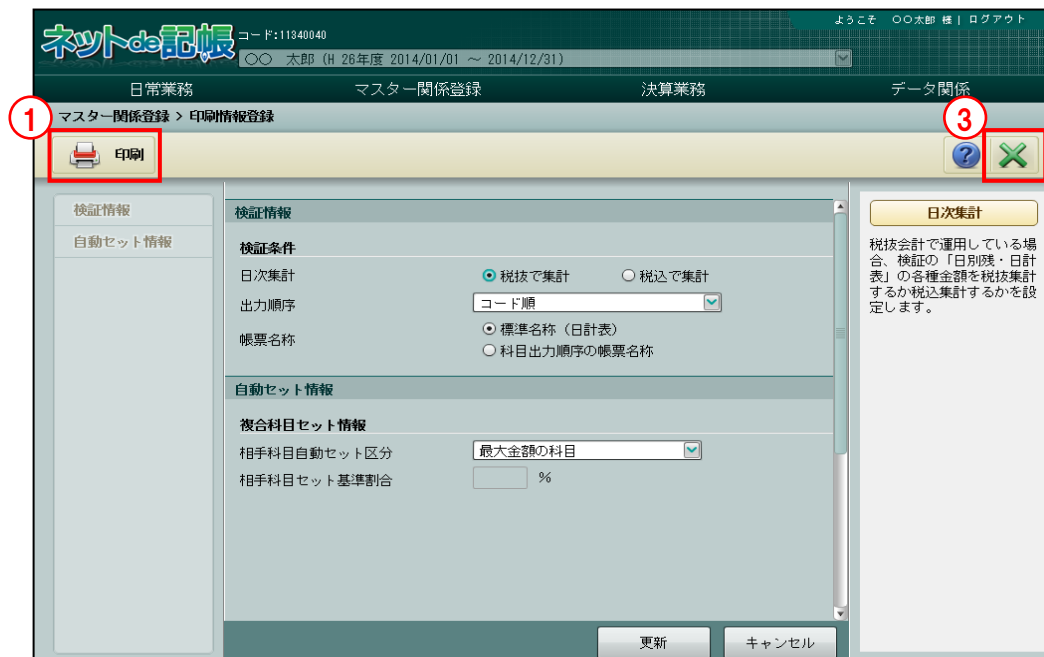 ようこそ ○○太郎 様 | ログアウト
ネットde記帳
コード:11340040
○○ 太郎 (H 26年度 2014/01/01 ～ 2014/12/31)
日常業務 マスター関係登録 決算業務 データ関係
マスター関係登録 > 印刷情報登録
①
③
印刷
?
検証情報
自動セット情報
検証情報
検証条件
日次集計 税抜で集計 税込で集計
出力順序 コード順
帳票名称 標準名称（日計表）
科目出力順序の帳票名称
自動セット情報
複合科目セット情報
相手科目自動セット区分 最大金額の科目
相手科目セット基準割合 %
更新 キャンセル
日次集計
税抜会計で運用している場
合、検証の「日別残・日計
表」の各種金額を税抜集計
するか税込集計するかを設
定します。